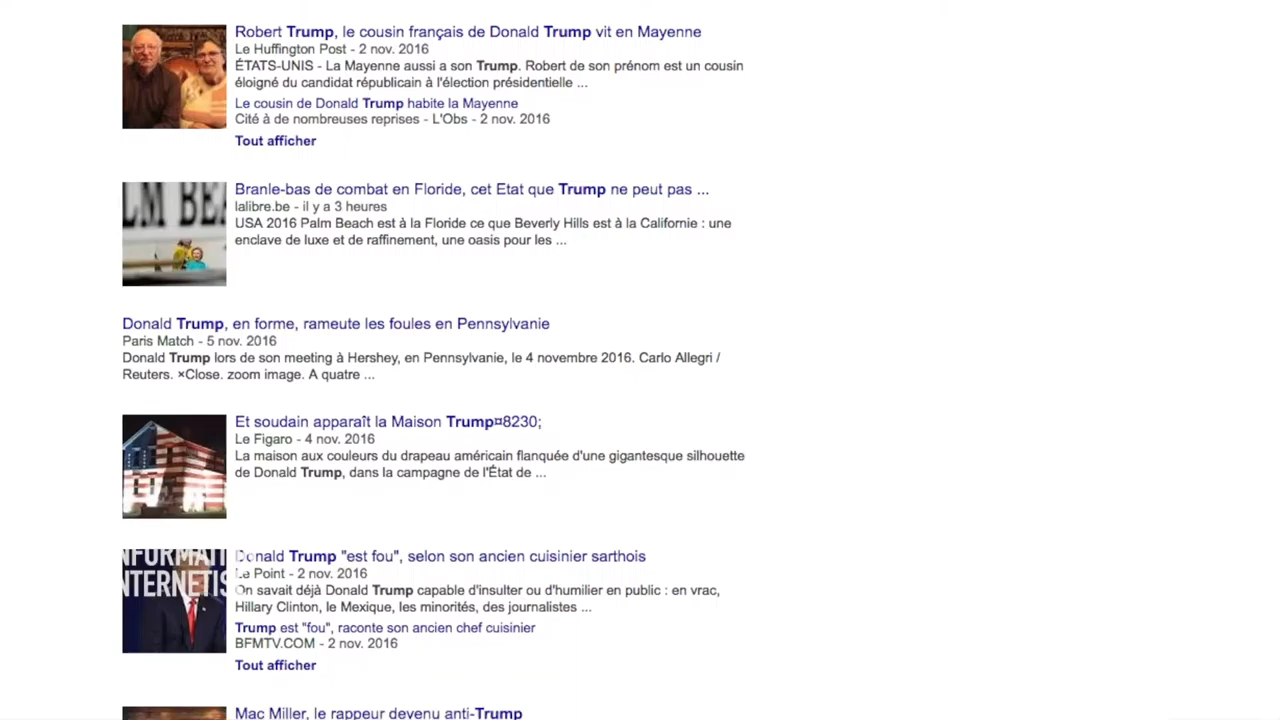 Robert Trump, le cousin français de Donald Trump vit en Mayenne
Le Huffington Post - 2 nov. 2016
ÉTATS-UNIS - La Mayenne aussi a son Trump. Robert de son prénom est un cousin
éloigné du candidat républicain à l'élection présidentielle ...
Le cousin de Donald Trump habite la Mayenne
Cité à de nombreuses reprises - L'Obs - 2 nov. 2016
Tout afficher
LM BEA
Branle-bas de combat en Floride, cet Etat que Trump ne peut pas ...
lalibre.be - il y a 3 heures
USA 2016 Palm Beach est à la Floride ce que Beverly Hills est à la Californie : une
enclave de luxe et de raffinement, une oasis pour les ...
Donald Trump, en forme, rameute les foules en Pennsylvanie
Paris Match - 5 nov. 2016
Donald Trump lors de son meeting à Hershey, en Pennsylvanie, le 4 novembre 2016. Carlo Allegri /
Reuters. ×Close. zoom image. A quatre ...
Et soudain apparaît la Maison Trump¤8230;
Le Figaro - 4 nov. 2016
La maison aux couleurs du drapeau américain flanquée d'une gigantesque silhouette
de Donald Trump, dans la campagne de l'État de ...
Donald Trump "est fou", selon son ancien cuisinier sarthois
Le Point - 2 nov. 2016
On savait déjà Donald Trump capable d'insulter ou d'humilier en public : en vrac,
Hillary Clinton, le Mexique, les minorités, des journalistes ...
Trump est "fou", raconte son ancien chef cuisinier
BFMTV.COM - 2 nov. 2016
Tout afficher
Mac Miller, le rappeur devenu anti-Trump